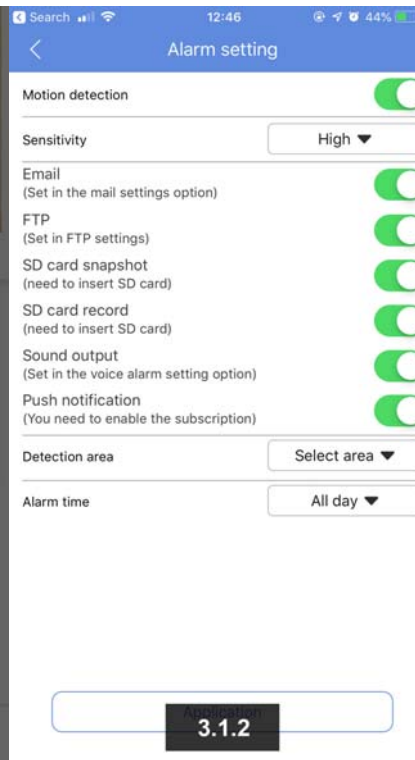 Search 12:46 44%
Alarm setting
Motion detection
Sensitivity High
Email
(Set in the mail settings option)
FTP
(Set in FTP settings)
SD card snapshot
(need to insert SD card)
SD card record
(need to insert SD card)
Sound output
(Set in the voice alarm setting option)
Push notification
(You need to enable the subscription)
Detection area Select area
Alarm time All day
Application
3.1.2